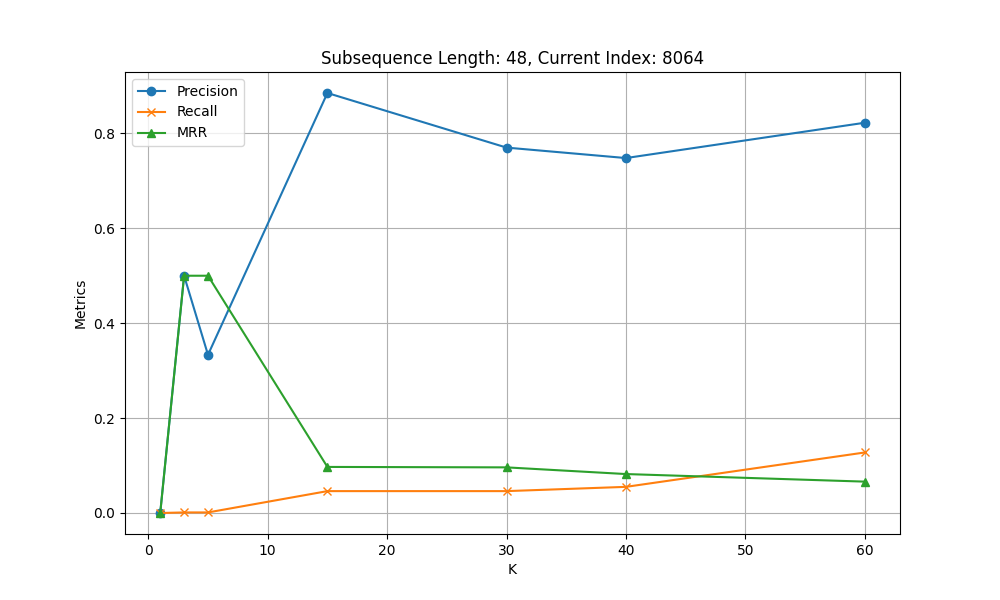 Subsequence Length: 48, Current Index: 8064
Precision
Recall
MRR
0.8
0.6
0.4
0.2
0.0
Metrics
0
10
20
30
40
50
60
K